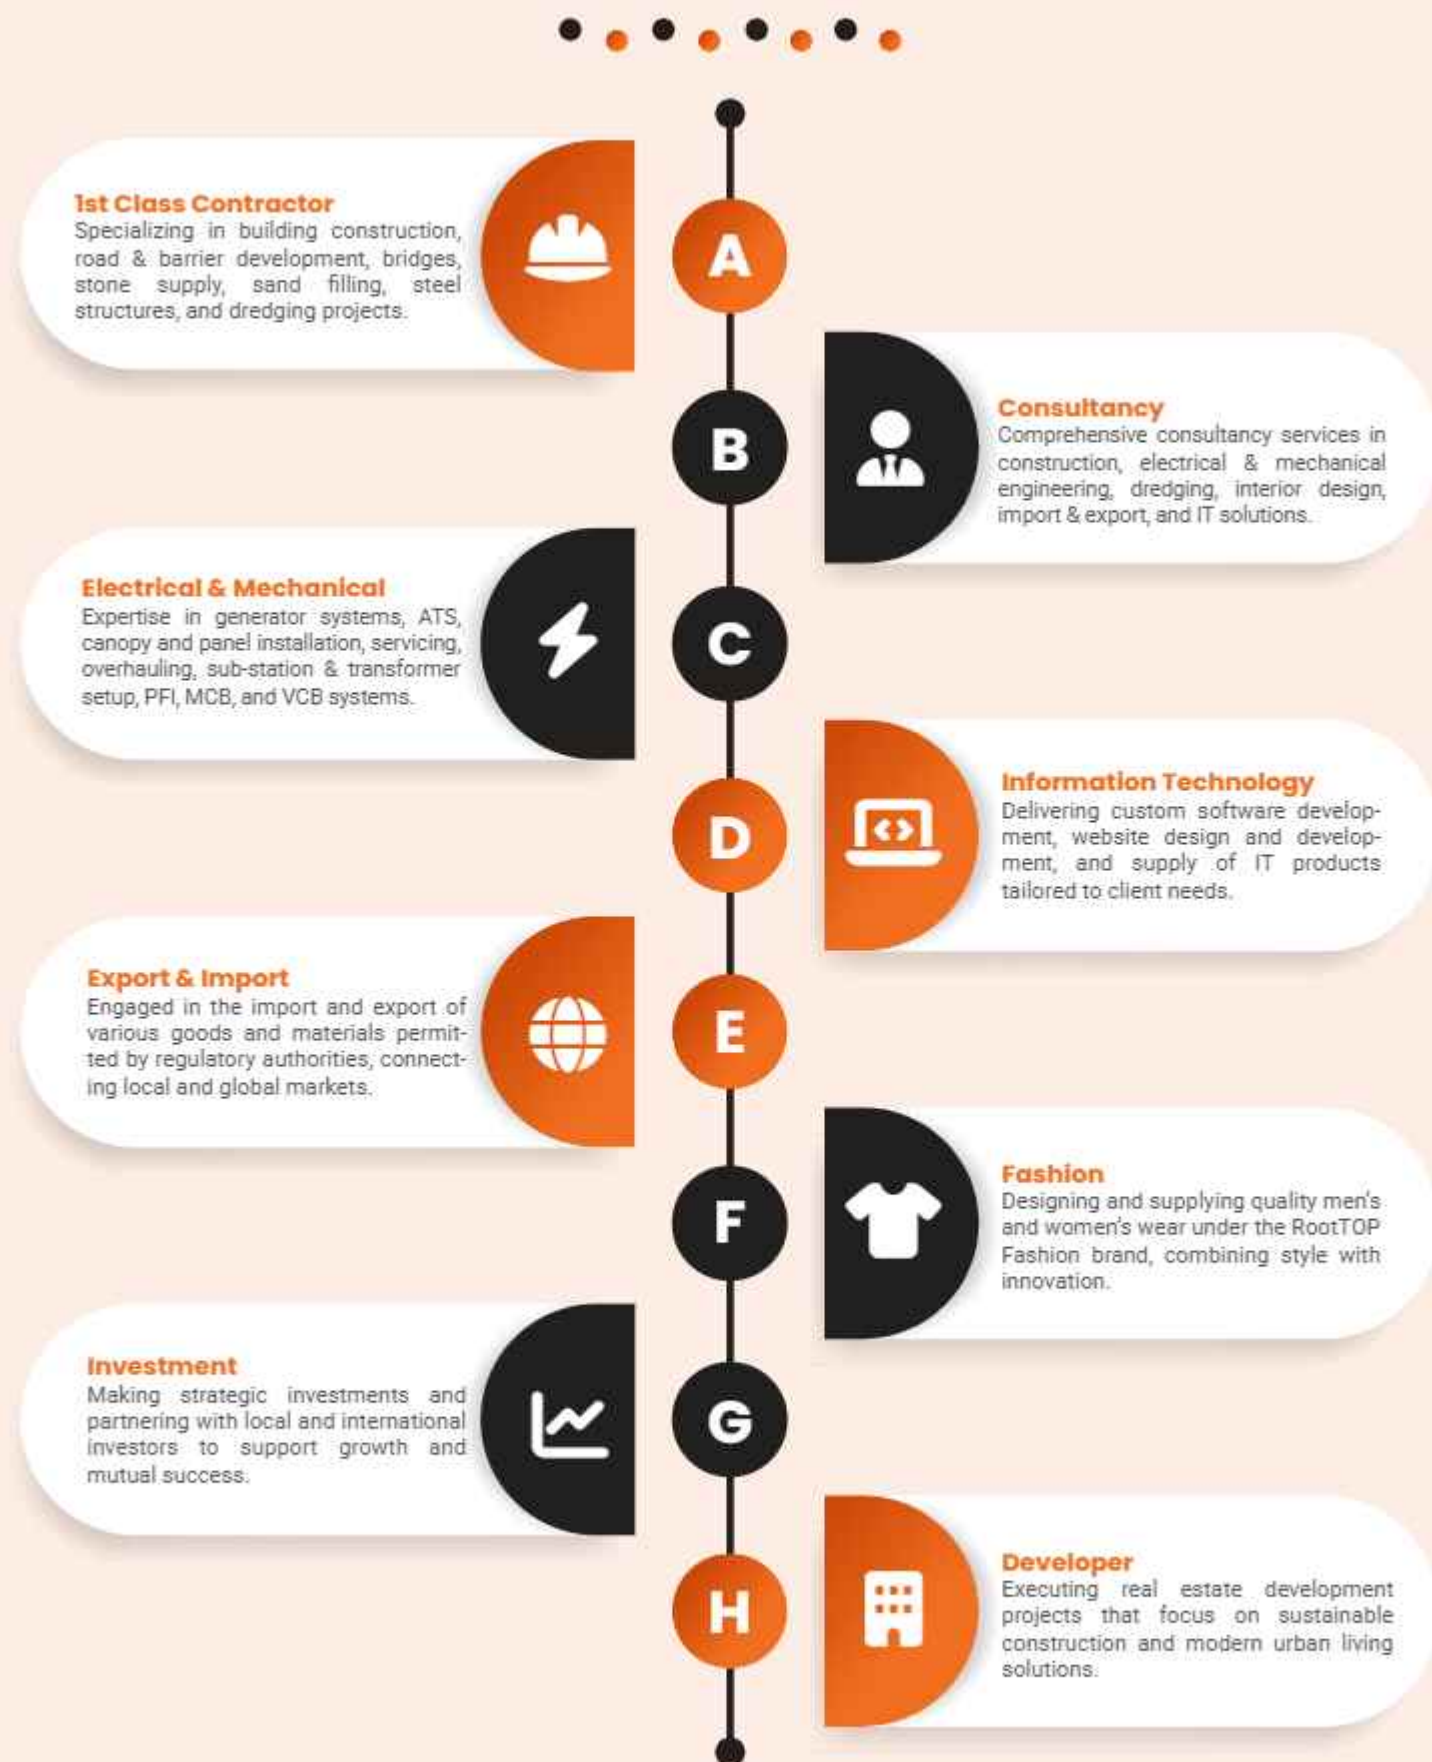 1st Class Contractor
Specializing in building construction,
road & barrier development, bridges,
stone supply, sand filling, steel
structures, and dredging projects.
A
B
Consultancy
Comprehensive consultancy services in
construction, electrical & mechanical
engineering, dredging, interior design,
import & export, and IT solutions.
Electrical & Mechanical
Expertise in generator systems, ATS,
canopy and panel installation, servicing,
overhauling, sub-station & transformer
setup, PFI, MCB, and VCB systems.
C
D
Information Technology
Delivering custom software develop-
ment, website design and develop-
ment, and supply of IT products
tailored to client needs.
Export & Import
Engaged in the import and export of
various goods and materials permit-
ted by regulatory authorities, connect-
ing local and global markets.
E
F
Fashion
Designing and supplying quality men's
and women's wear under the RootTOP
Fashion brand, combining style with
innovation.
Investment
Making strategic investments and
partnering with local and international
investors to support growth and
mutual success.
G
H
Developer
Executing real estate development
projects that focus on sustainable
construction and modern urban living
solutions.